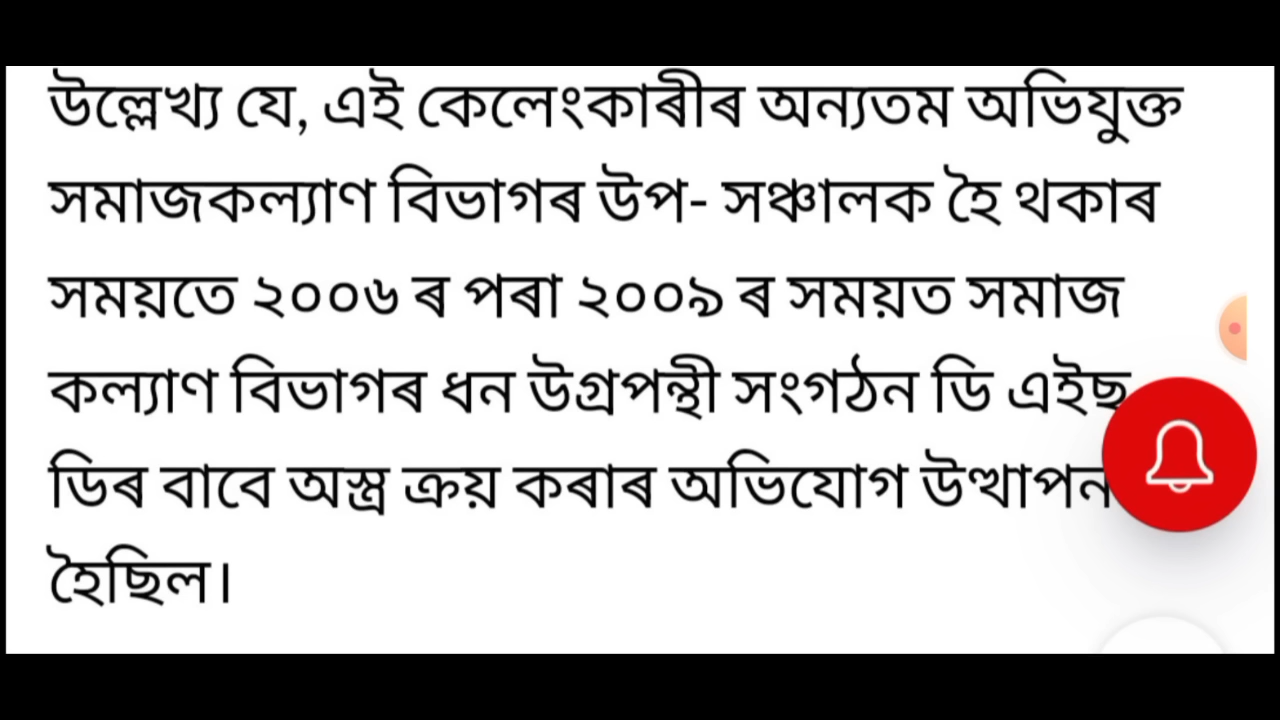 উল্লেখ্য যে, এই কেলেংকাৰীৰ অন্যতম অভিযুক্ত
সমাজকল্যাণ বিভাগৰ উপ- সঞ্চালক হৈ থকাৰ
সময়তে ২০০৬ ৰ পৰা ২০০৯ ৰ সময়ত সমাজ
কল্যাণ বিভাগৰ ধন উগ্ৰপন্থী সংগঠন ডি এইছ
ডিৰ বাবে অস্ত্ৰ ক্ৰয় কৰাৰ অভিযোগ উত্থাপন
হৈছিল।